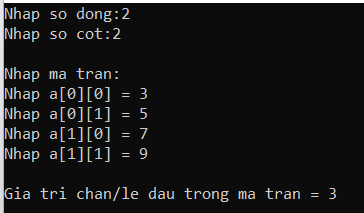 Nhap so dong:2
Nhap so cot:2
Nhap ma tran:
Nhap a[0][0] = 3
Nhap a[0][1] = 5
Nhap a[1][0] = 7
Nhap a[1][1] = 9
Gia tri chan/le dau trong ma tran = 3